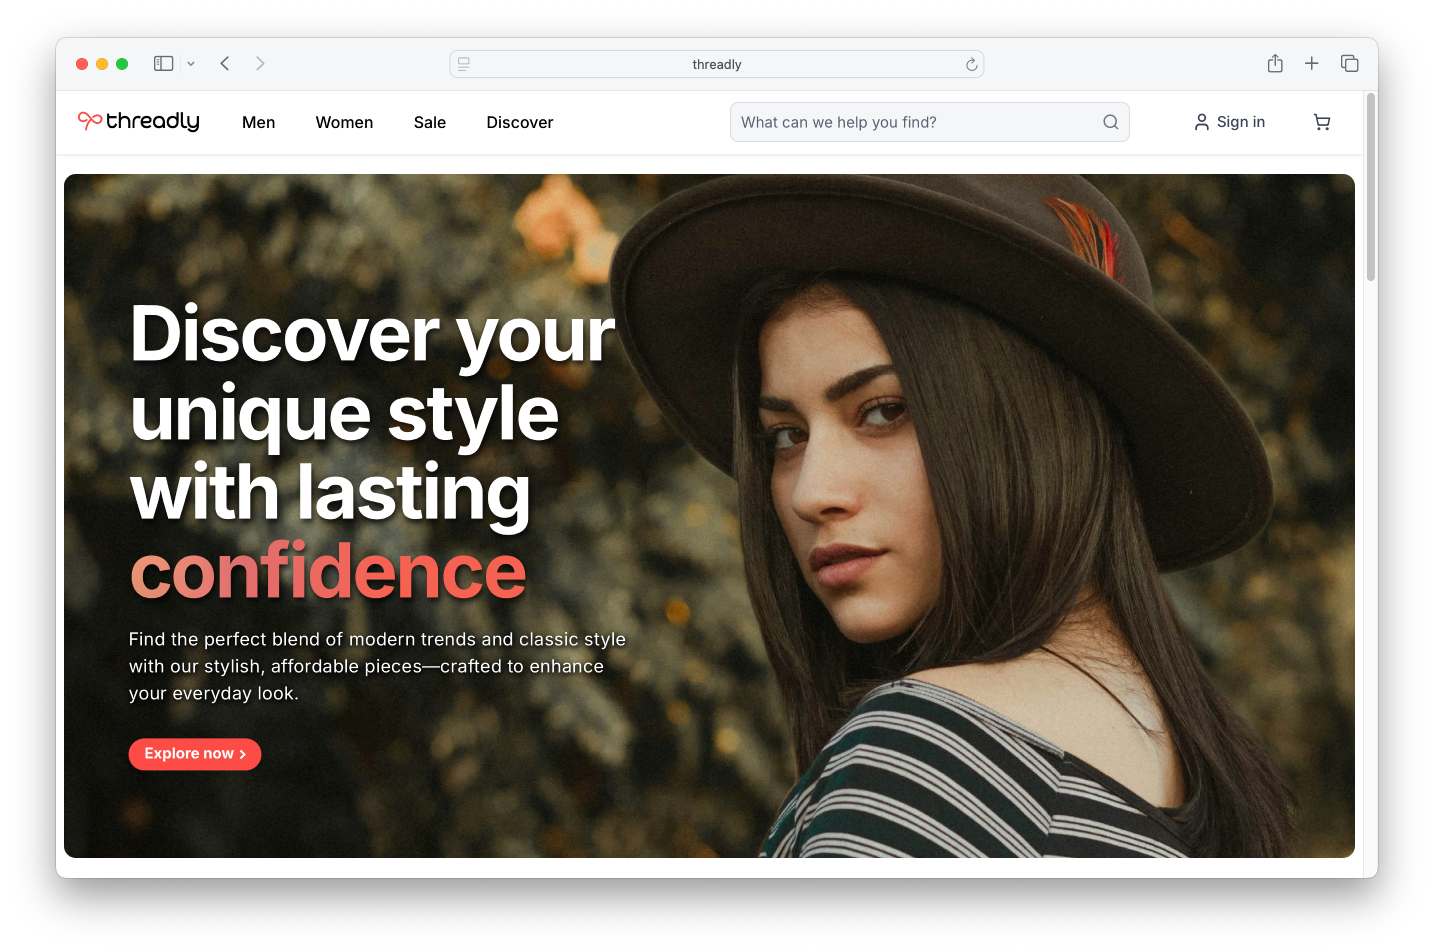 threadly
threadly
Men
Women
Sale
Discover
What can we help you find?
Sign in
Discover your
unique style
with lasting
confidence
Find the perfect blend of modern trends and classic style
with our stylish, affordable pieces—crafted to enhance
your everyday look.
Explore now